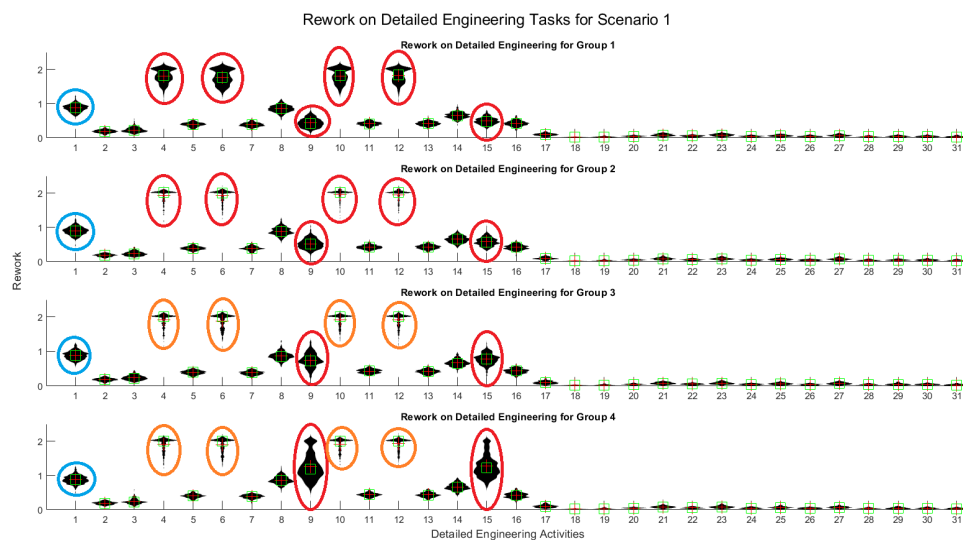 Rework on Detailed Engineering Tasks for Scenario 1
Rework on Detailed Engineering for Group 1
2
1
0
1 2 3 4 5 6 7 8 9 10 11 12 13 14 15 16 17 18 19 20 21 22 23 24 25 26 27 28 29 30 31
Rework on Detailed Engineering for Group 2
2
1
0
1 2 3 4 5 6 7 8 9 10 11 12 13 14 15 16 17 18 19 20 21 22 23 24 25 26 27 28 29 30 31
Rework
Rework on Detailed Engineering for Group 3
2
1
0
1 2 3 4 5 6 7 8 9 10 11 12 13 14 15 16 17 18 19 20 21 22 23 24 25 26 27 28 29 30 31
Rework on Detailed Engineering for Group 4
2
1
0
1 2 3 4 5 6 7 8 9 10 11 12 13 14 15 16 17 18 19 20 21 22 23 24 25 26 27 28 29 30 31
Detailed Engineering Activities